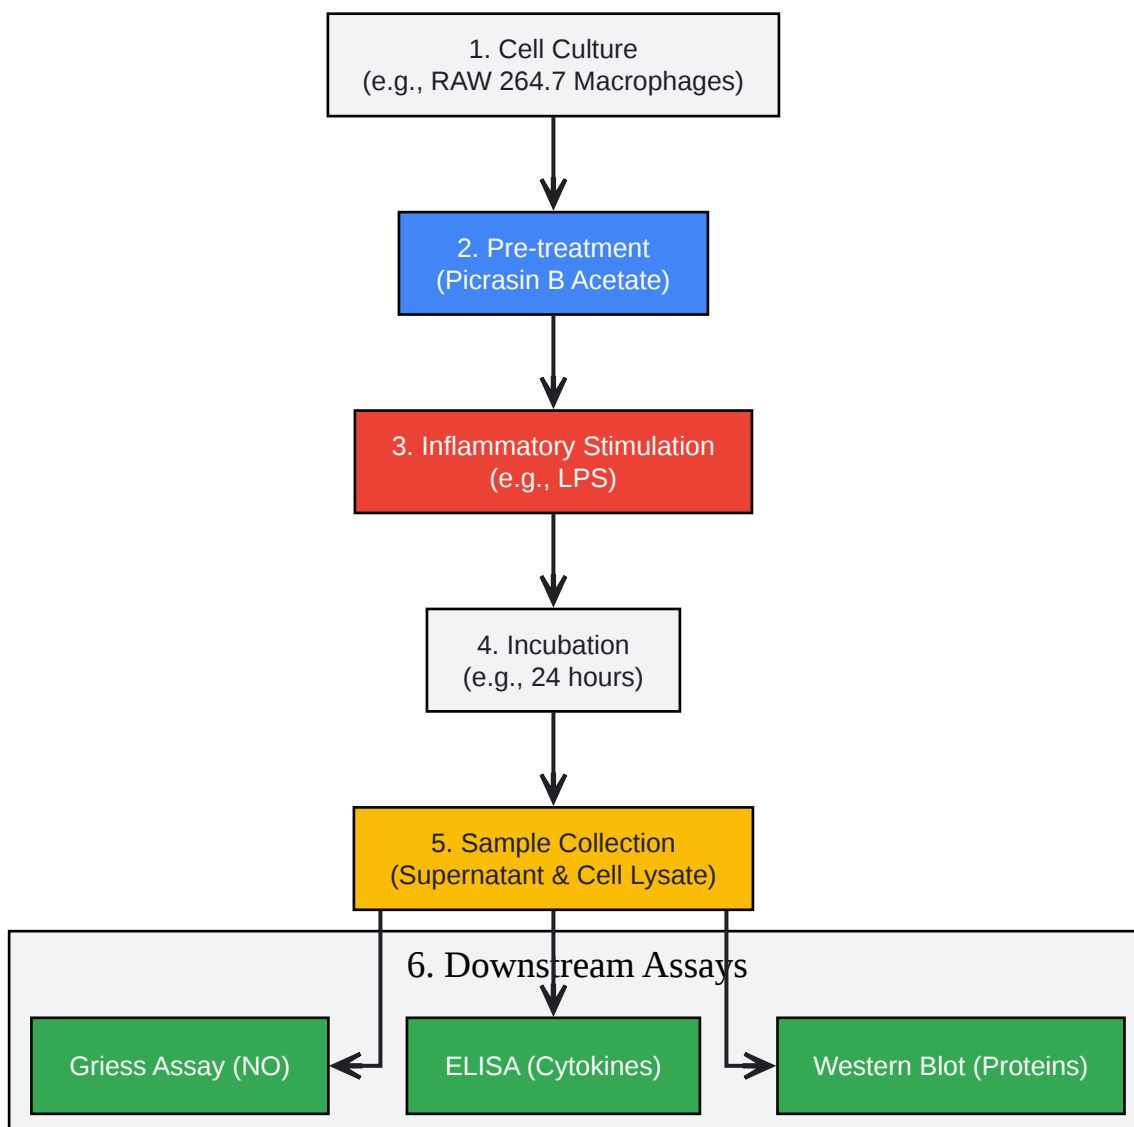 1. Cell Culture
(e.g., RAW 264.7 Macrophages)
2. Pre-treatment
(Picrasin B Acetate)
3. Inflammatory Stimulation
(e.g., LPS)
4. Incubation
(e.g., 24 hours)
5. Sample Collection
(Supernatant & Cell Lysate)
6. Downstream Assays
Griess Assay (NO)
ELISA (Cytokines)
Western Blot (Proteins)